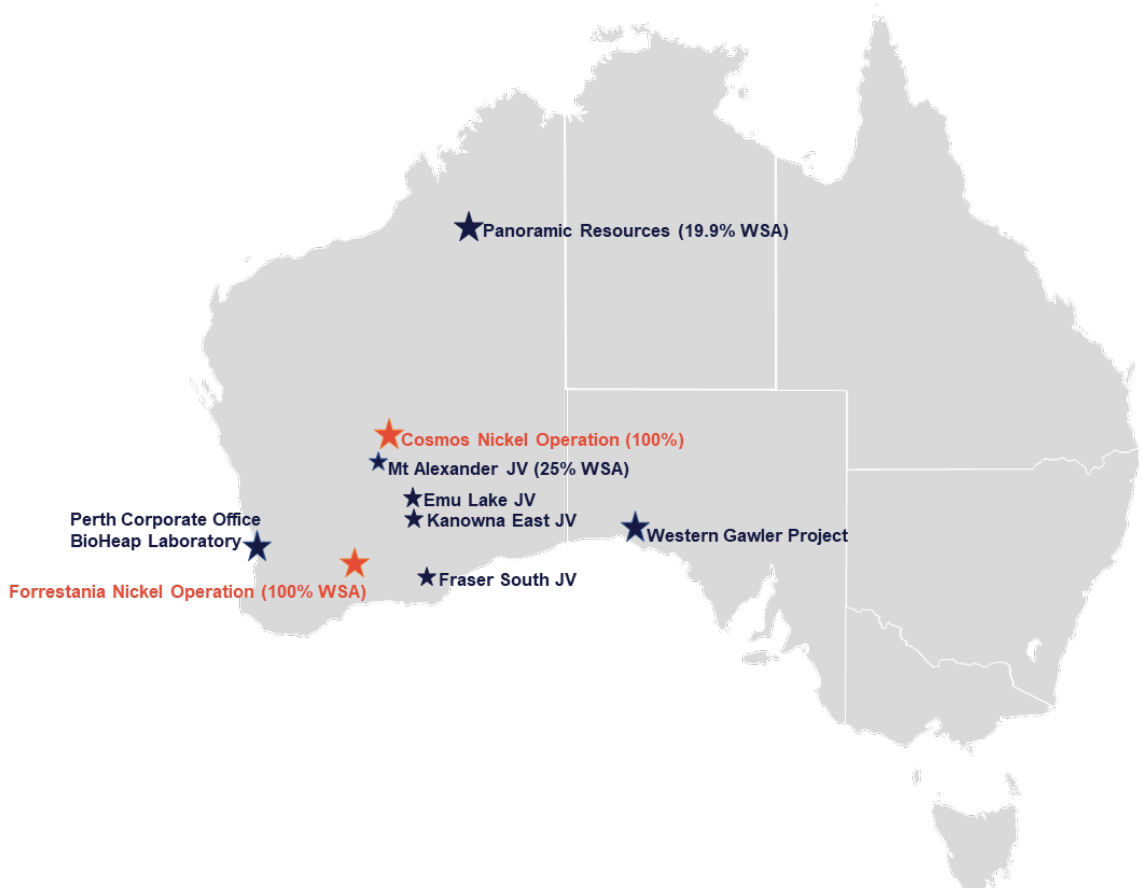 Panoramic Resources (19.9% WSA)
Cosmos Nickel Operation (100%)
Mt Alexander JV (25% WSA)
Emu Lake JV
Kanowna East JV
Perth Corporate Office
BioHeap Laboratory
Western Gawler Project
Fraser South JV
Forrestania Nickel Operation (100% WSA)